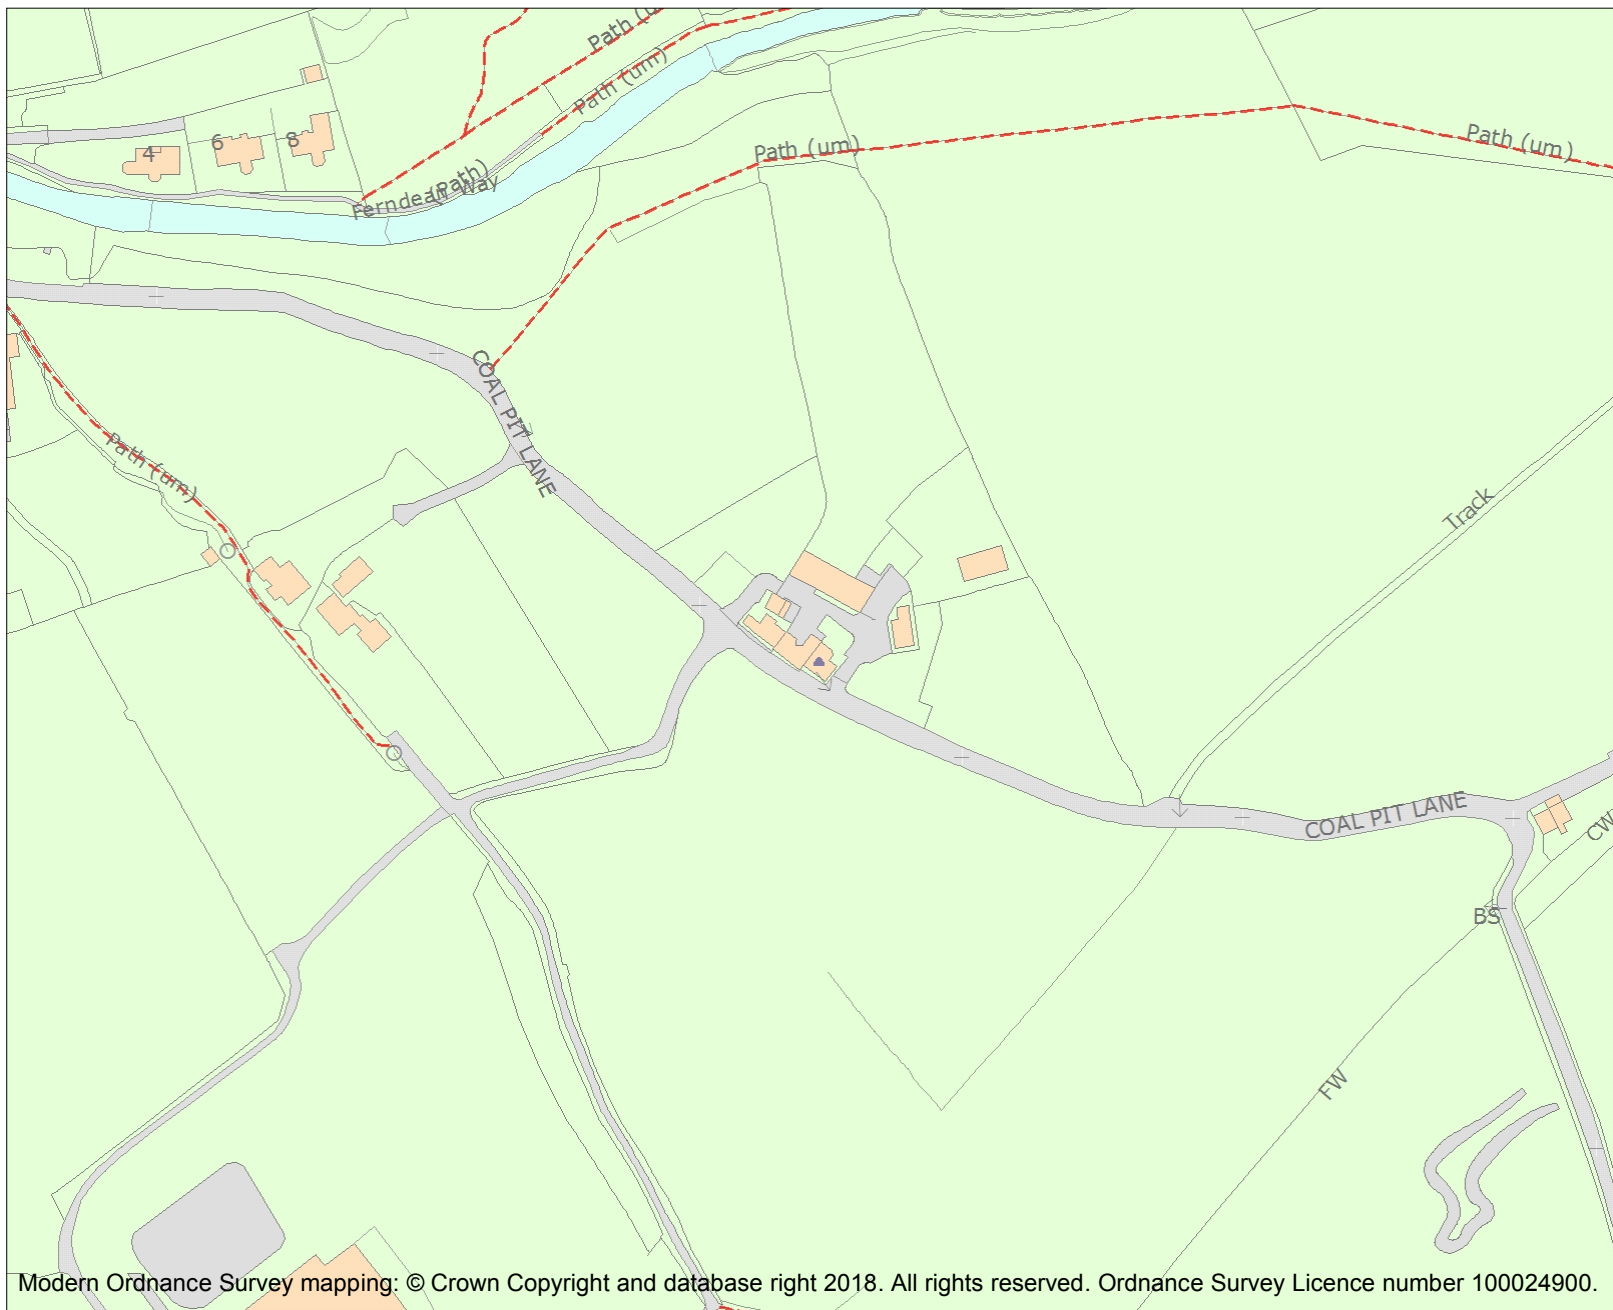 Path (u
Path (um)
4
6
8
Path (um)
Path (um)
(Path)
Ferndean Way
COAL PIT LANE
Path (um)
Track
COAL PIT LANE
CW
BS
FW
Modern Ordnance Survey mapping: © Crown Copyright and database right 2018. All rights reserved. Ordnance Survey Licence number 100024900.